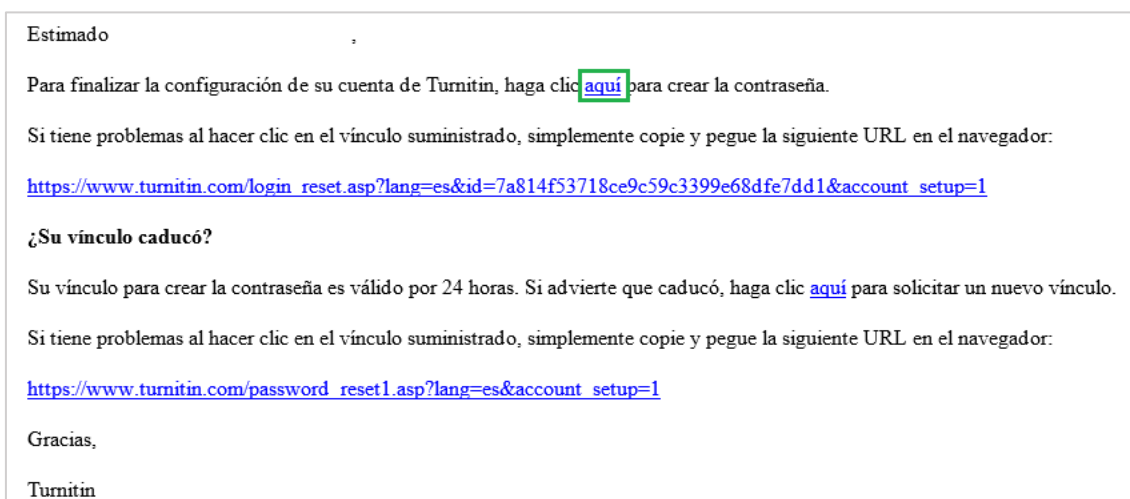 Estimado ,
Para finalizar la configuración de su cuenta de Turnitin, haga clic aquí para crear la contraseña.
Si tiene problemas al hacer clic en el vínculo suministrado, simplemente copie y pegue la siguiente URL en el navegador:
https://www.turnitin.com/login_reset.asp?lang=es&id=7a814f53718ce9c59c3399e68dfe7dd1&account_setup=1
¿Su vínculo caducó?
Su vínculo para crear la contraseña es válido por 24 horas. Si advierte que caducó, haga clic aquí para solicitar un nuevo vínculo.
Si tiene problemas al hacer clic en el vínculo suministrado, simplemente copie y pegue la siguiente URL en el navegador:
https://www.turnitin.com/password_reset1.asp?lang=es&account_setup=1
Gracias,
Turnitin